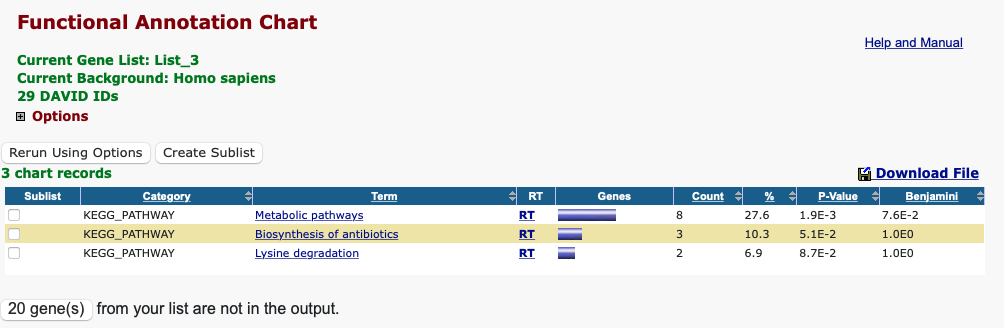 Functional Annotation Chart
Help and Manual
Current Gene List: List_3
Current Background: Homo sapiens
29 DAVID IDs
Options
Rerun Using Options Create Sublist
3 chart records Download File
Sublist Category Term RT Genes Count % P-Value Benjamini
KEGG_PATHWAY Metabolic pathways RT 8 27.6 1.9E-3 7.6E-2
KEGG_PATHWAY Biosynthesis of antibiotics RT 3 10.3 5.1E-2 1.0E0
KEGG_PATHWAY Lysine degradation RT 2 6.9 8.7E-2 1.0E0
20 gene(s) from your list are not in the output.